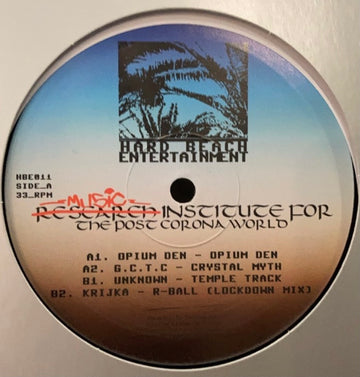 HARD BEACH
ENTERTAINMENT
HBE011
SIDE_A
33_RPM
MUSIC
RESEARCH INSTITUTE FOR
THE POST CORONA WORLD
A1. OPIUM DEN - OPIUM DEN
A2. G.C.T.C - CRYSTAL MYTH
B1. UNKNOWN - TEMPLE TRACK
B2. KRIJKA - R-BALL (LOCKDOWN MIX)